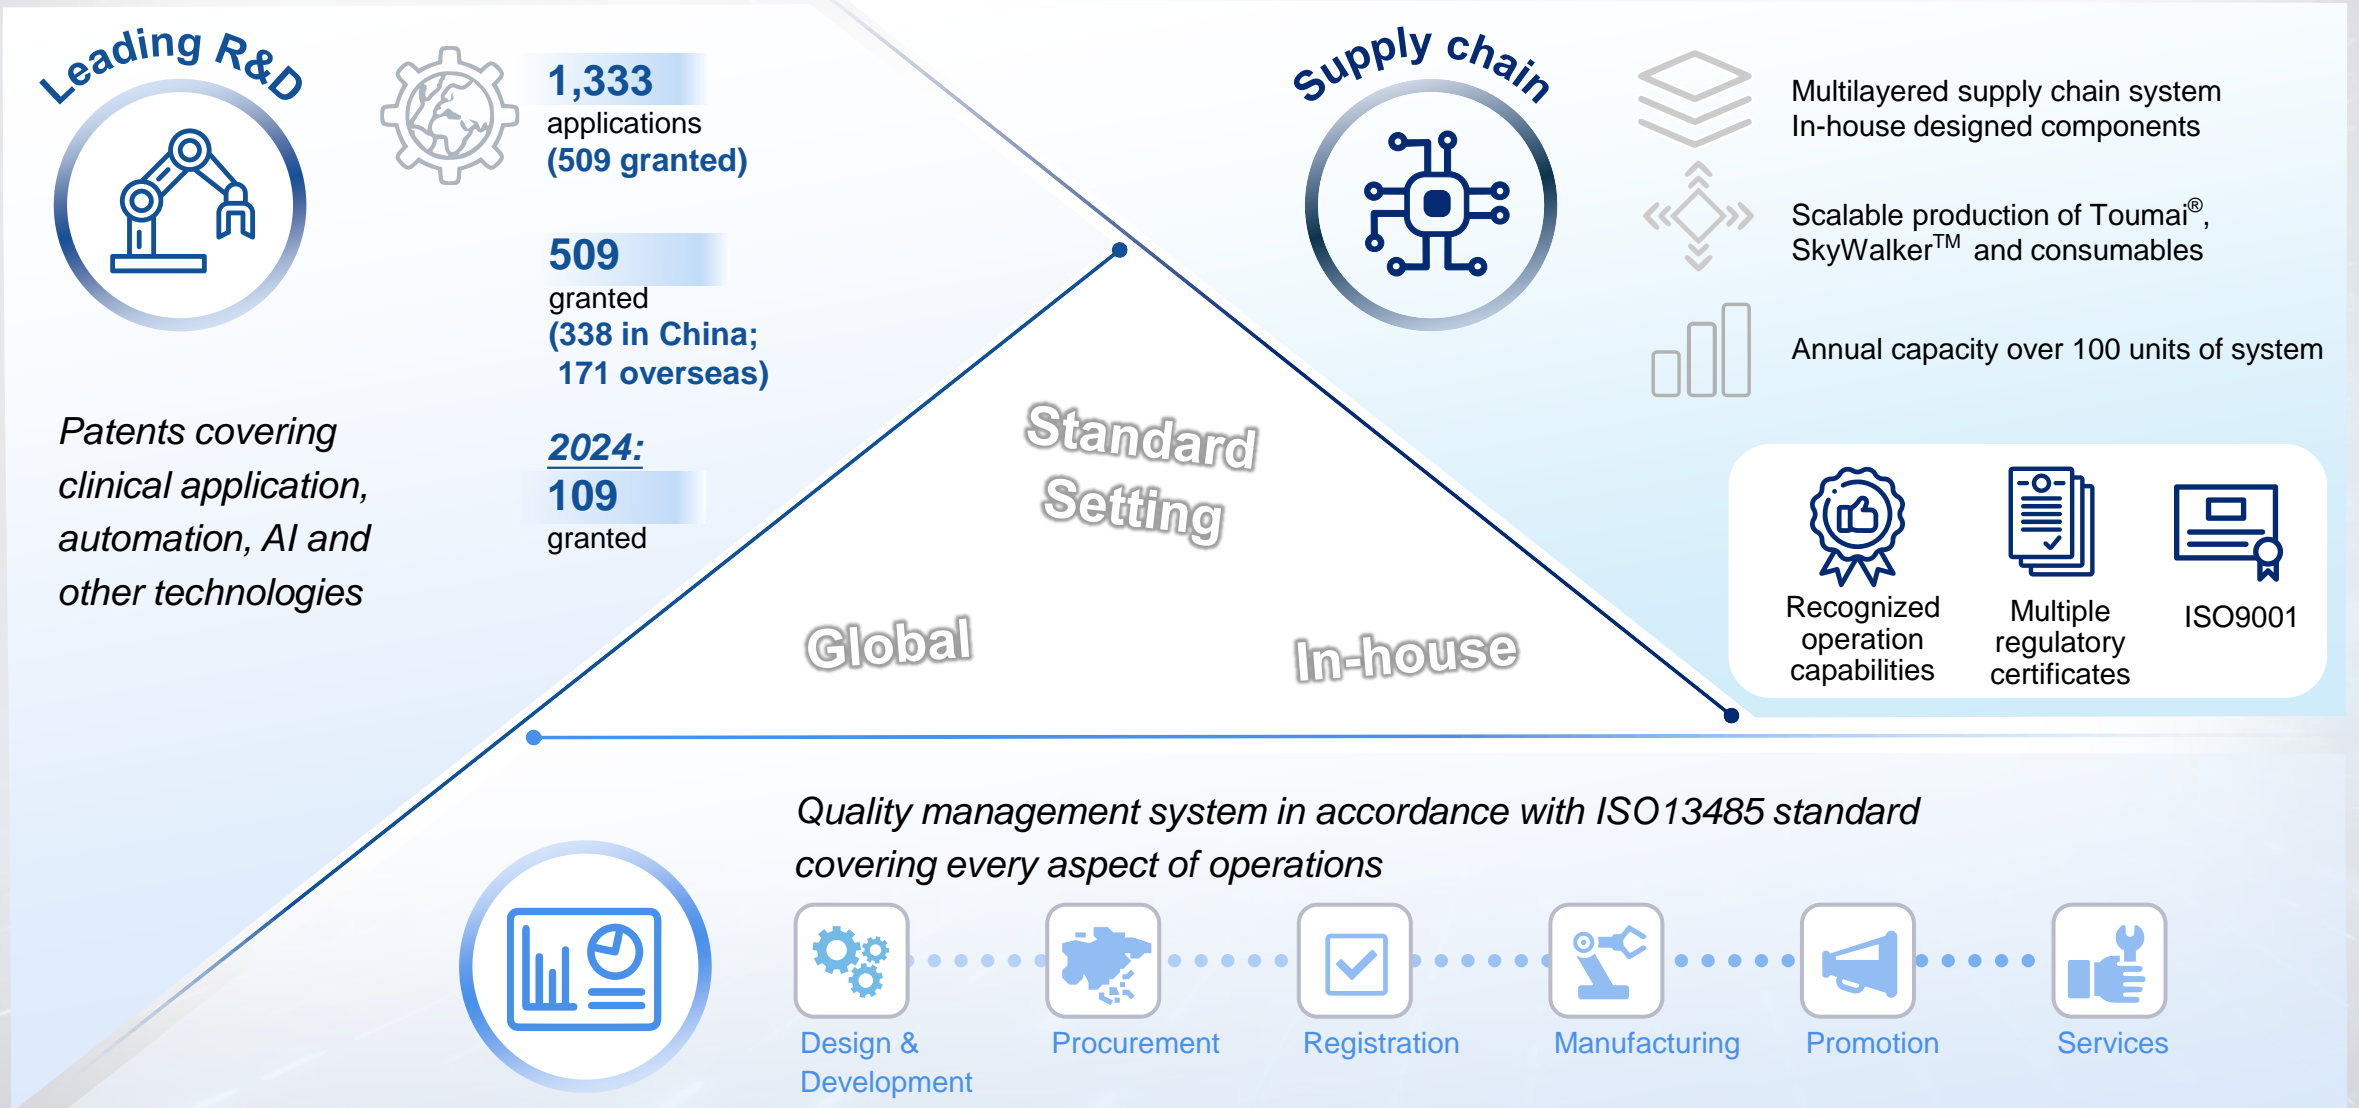 Leading R&D
1,333
applications
(509 granted)
509
granted
(338 in China;
171 overseas)
2024:
109
granted
Patents covering
clinical application,
automation, AI and
other technologies
Supply chain
Multilayered supply chain system
In-house designed components
Scalable production of Toumai®,
SkyWalker™ and consumables
Annual capacity over 100 units of system
Recognized
operation
capabilities
Multiple
regulatory
certificates
ISO9001
Standard
Setting
Global
In-house
Quality management system in accordance with ISO13485 standard
covering every aspect of operations
Design &
Development
Procurement
Registration
Manufacturing
Promotion
Services